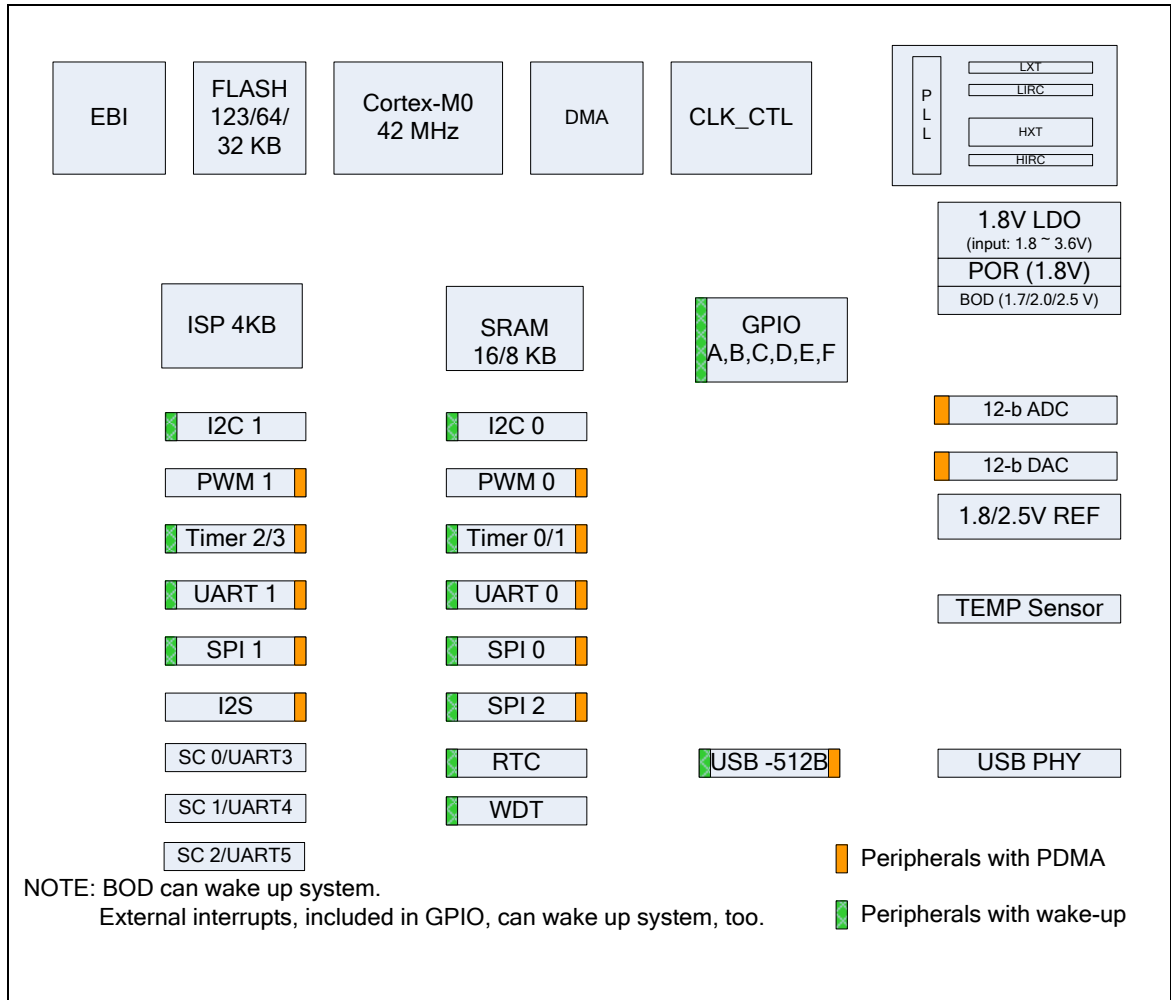 EBI
FLASH
123/64/
32 KB
Cortex-M0
42 MHz
DMA
CLK_CTL
P
L
L
LXT
LIRC
HXT
HIRC
1.8V LDO
(input: 1.8 ~ 3.6V)
POR (1.8V)
BOD (1.7/2.0/2.5 V)
ISP 4KB
SRAM
16/8 KB
GPIO
A,B,C,D,E,F
I2C 1
I2C 0
12-b ADC
PWM 1
PWM 0
12-b DAC
1.8/2.5V REF
Timer 2/3
Timer 0/1
UART 1
UART 0
TEMP Sensor
SPI 1
SPI 0
I2S
SPI 2
SC 0/UART3
RTC
USB -512B
USB PHY
SC 1/UART4
WDT
SC 2/UART5
Peripherals with PDMA
NOTE: BOD can wake up system.
External interrupts, included in GPIO, can wake up system, too.
Peripherals with wake-up